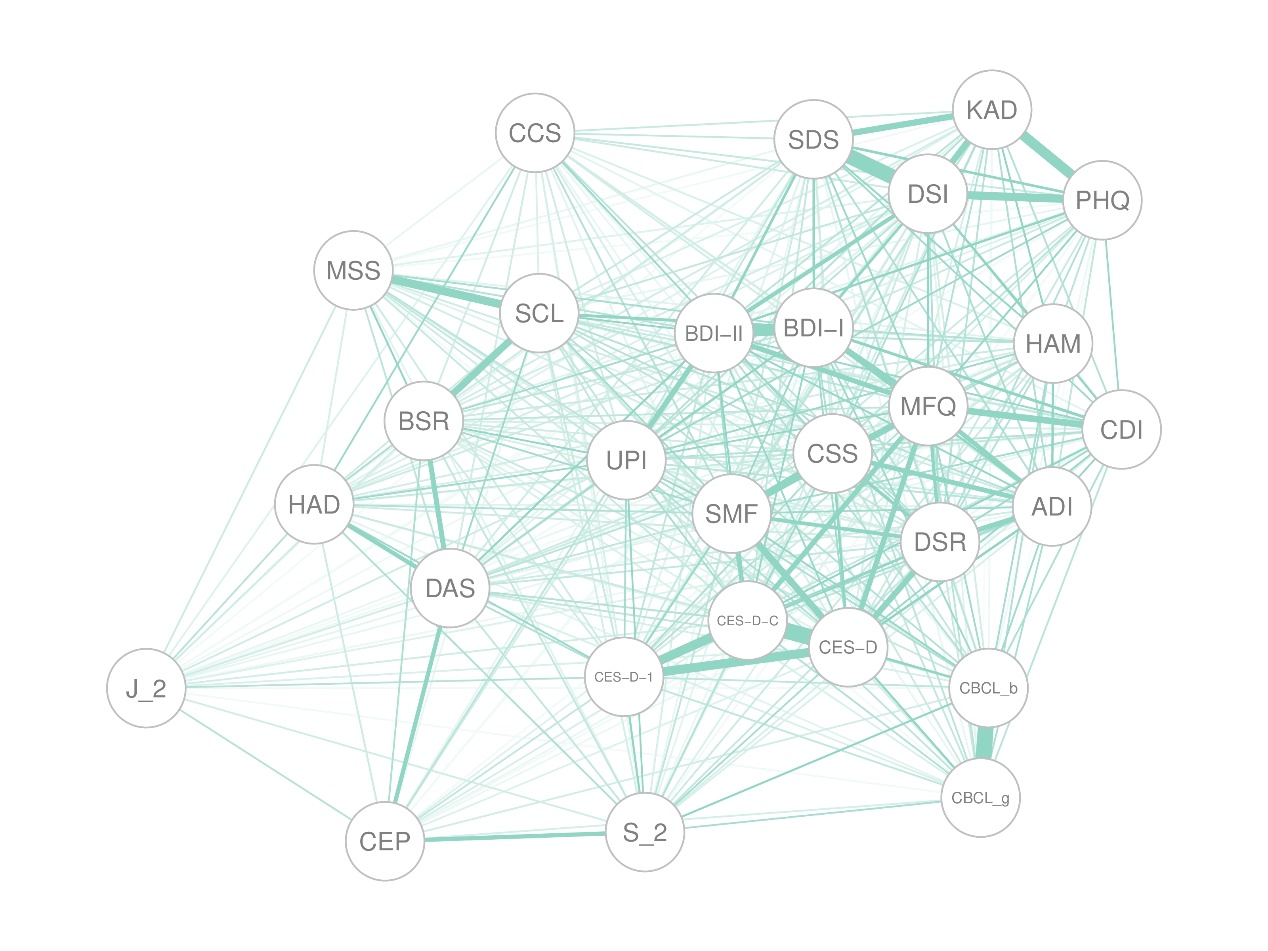 KAD
CCS
SDS
DSI
PHQ
MSS
SCL
BDI–II
BDI–I
HAM
MFQ
BSR
CDI
CSS
UPI
HAD
SMF
ADI
DSR
DAS
CES–D–C
CES–D
CES–D–1
J_2
CBCL_b
CBCL_g
S_2
CEP